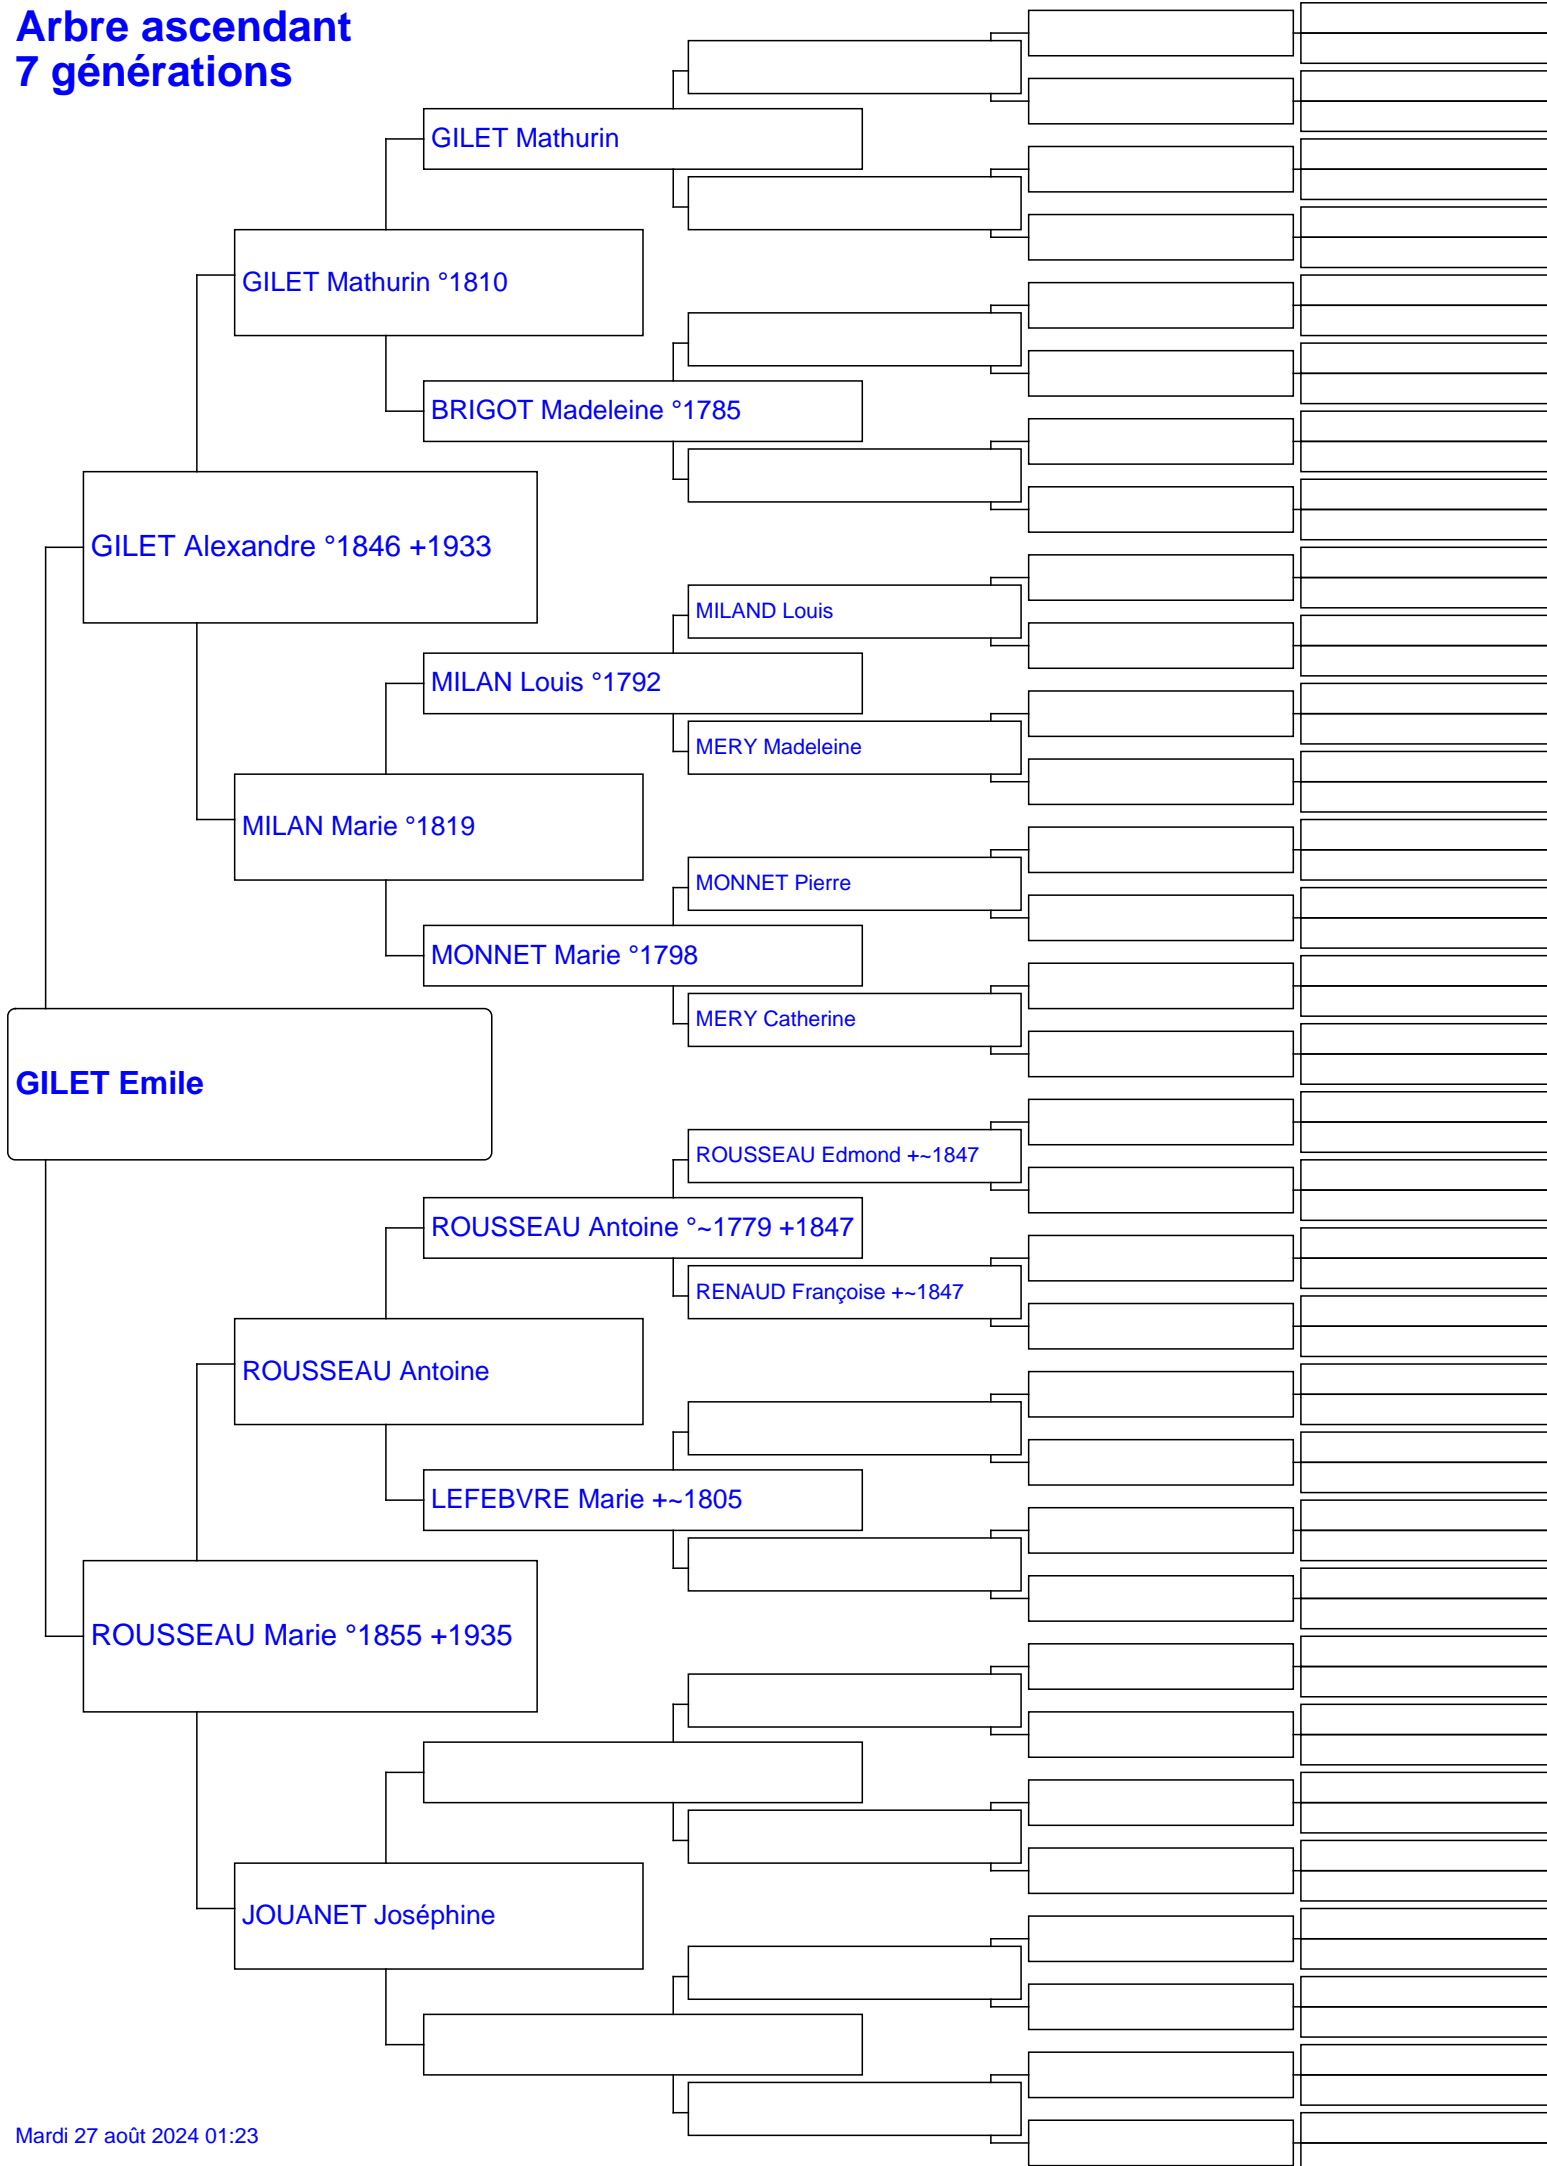 Arbre ascendant
7 générations
GILET Mathurin
GILET Mathurin °1810
BRIGOT Madeleine °1785
GILET Alexandre °1846 +1933
MILAND Louis
MILAN Louis °1792
MERY Madeleine
MILAN Marie °1819
MONNET Pierre
MONNET Marie °1798
MERY Catherine
GILET Emile
ROUSSEAU Edmond +~1847
ROUSSEAU Antoine °~1779 +1847
RENAUD Françoise +~1847
ROUSSEAU Antoine
LEFEBVRE Marie +~1805
ROUSSEAU Marie °1855 +1935
JOUANET Joséphine
Mardi 27 août 2024 01:23